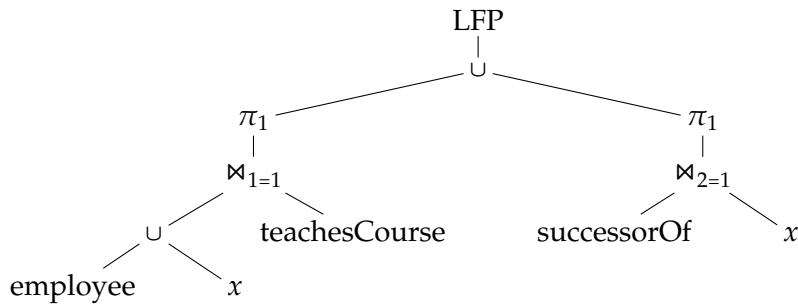 LFP
∪
π₁ π₁
⋈₁₌₁ ⋈₂₌₁
∪ teachesCourse successorOf x
employee x